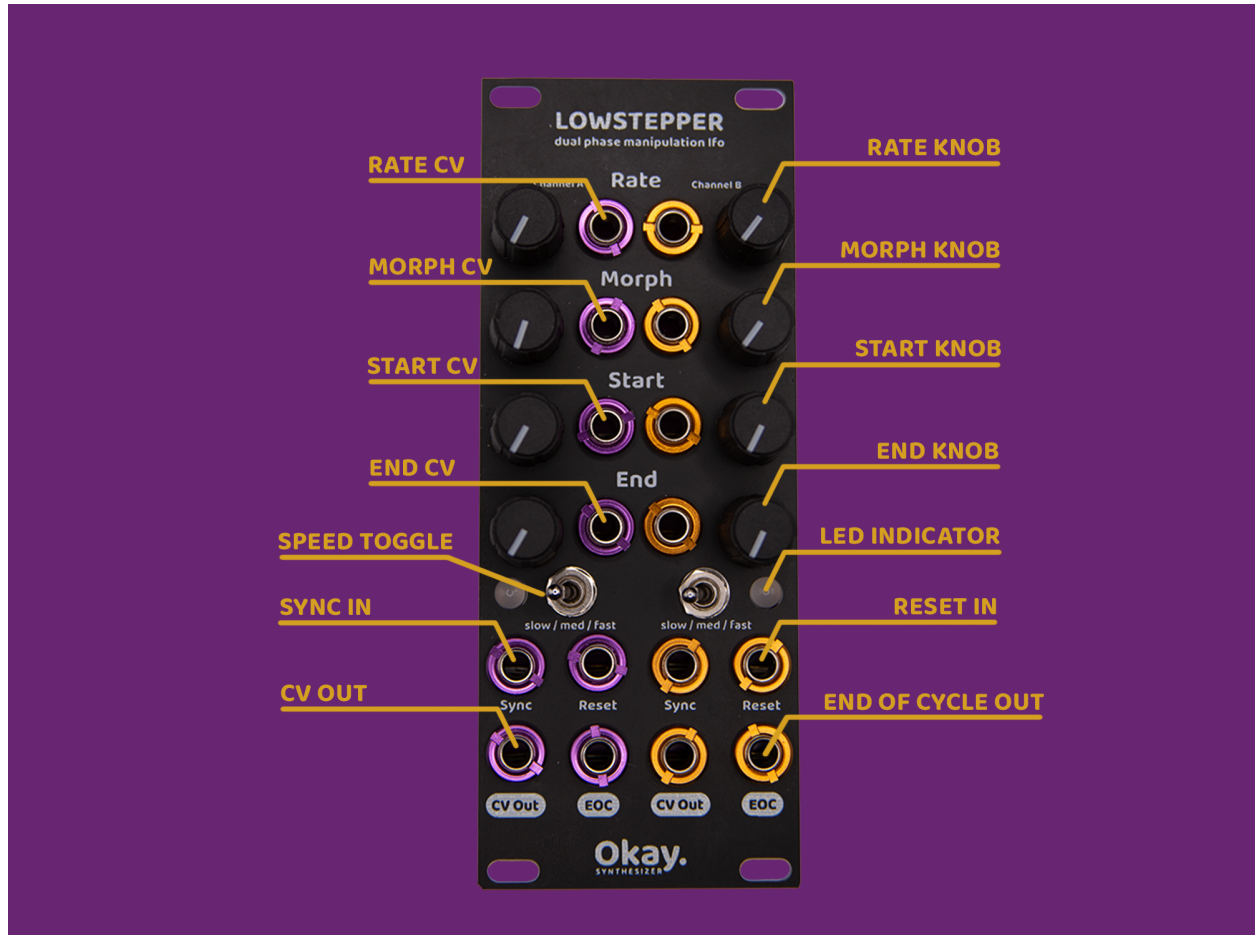 LOWSTEPPER
dual phase manipulation lfo
RATE CV
RATE KNOB
Channel A
Rate
Channel B
MORPH CV
MORPH KNOB
Morph
START CV
START KNOB
Start
END CV
END KNOB
End
SPEED TOGGLE
LED INDICATOR
SYNC IN
RESET IN
slow / med / fast
slow / med / fast
CV OUT
END OF CYCLE OUT
Sync
Reset
Sync
Reset
CV Out
EOC
CV Out
EOC
Okay.
SYNTHESIZER